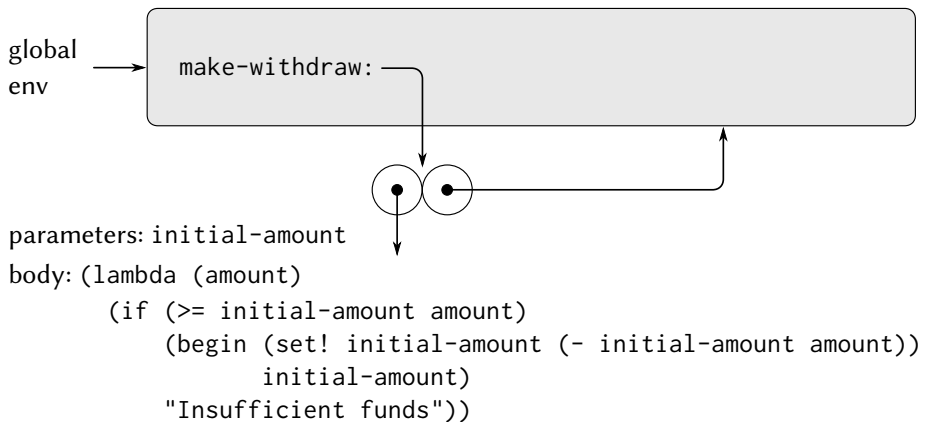 global
env
make-withdraw:
parameters: initial-amount
body: (lambda (amount)
(if (>= initial-amount amount)
(begin (set! initial-amount (- initial-amount amount))
initial-amount)
"Insufficient funds"))